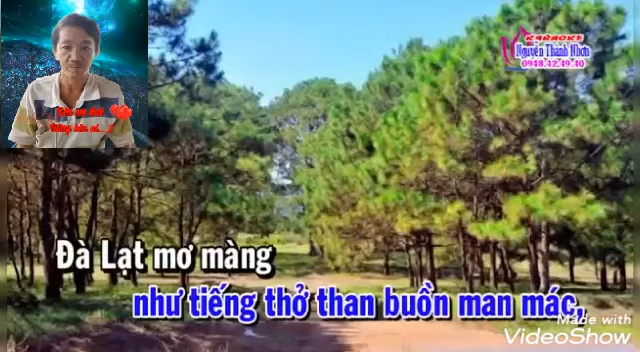 KARAOKE
Nguyễn Thành Nhơn
0948.42.49.40
Đà Lạt mơ màng
như tiếng thở than buồn man mác,
Made with
VideoShow